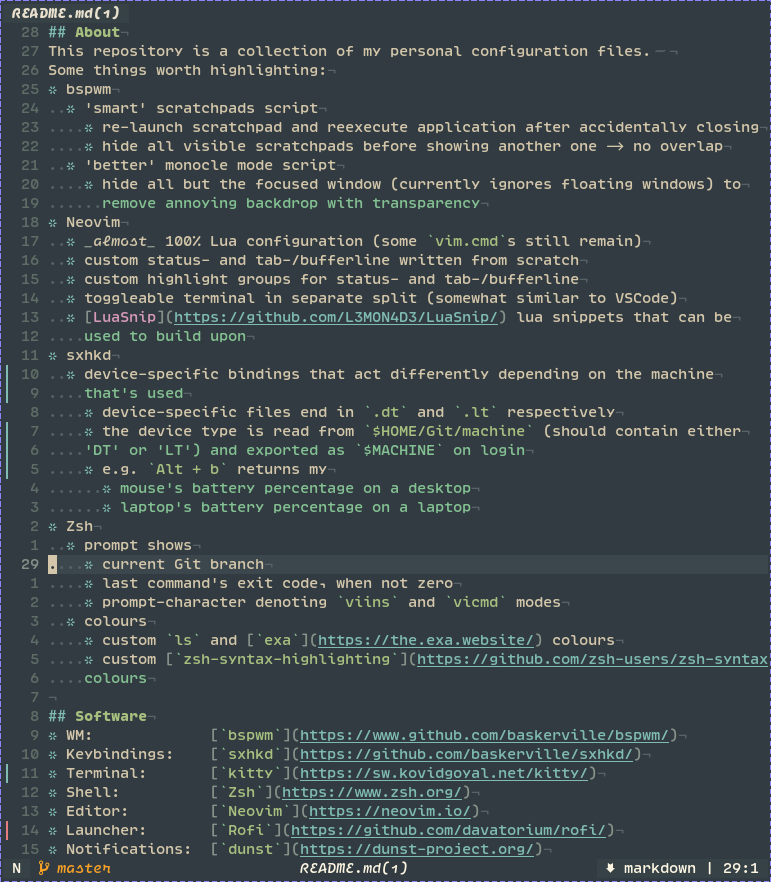 README.md(1)
28 ## About¬
27 This repository is a collection of my personal configuration files. — ¬
26 Some things worth highlighting:¬
25 * bspwm¬
24 ..* 'smart' scratchpads script¬
23 ....* re-launch scratchpad and reexecute application after accidentally closing¬
22 ....* hide all visible scratchpads before showing another one —> no overlap¬
21 ..* 'better' monocle mode script¬
20 ....* hide all but the focused window (currently ignores floating windows) to¬
19 ......remove annoying backdrop with transparency¬
18 * Neovim¬
17 ..* _almost_ 100% Lua configuration (some `vim.cmd`s still remain)¬
16 ..* custom status- and tab-/bufferline written from scratch¬
15 ..* custom highlight groups for status- and tab-/bufferline¬
14 ..* toggleable terminal in separate split (somewhat similar to VSCode)¬
13 ..* [LuaSnip](https://github.com/L3MON4D3/LuaSnip/) lua snippets that can be¬
12 ....used to build upon¬
11 * sxhkd¬
10 ..* device-specific bindings that act differently depending on the machine¬
9 ....that's used¬
8 ....* device-specific files end in `.dt` and `.lt` respectively¬
7 ....* the device type is read from `$HOME/Git/machine` (should contain either¬
6 ....'DT' or 'LT') and exported as `$MACHINE` on login¬
5 ....* e.g. `Alt + b` returns my¬
4 ......* mouse's battery percentage on a desktop¬
3 ......* laptop's battery percentage on a laptop¬
2 * Zsh¬
1 ..* prompt shows¬
29 ....* current Git branch¬
1 ....* last command's exit code, when not zero¬
2 ....* prompt-character denoting `viins` and `vicmd` modes¬
3 ..* colours¬
4 ....* custom `ls` and [`exa`](https://the.exa.website/) colours¬
5 ....* custom [`zsh-syntax-highlighting`](https://github.com/zsh-users/zsh-syntax
6 ....colours¬
7 ¬
8 ## Software¬
9 * WM: [`bspwm`](https://www.github.com/baskerville/bspwm/)¬
10 * Keybindings: [`sxhkd`](https://github.com/baskerville/sxhkd/)¬
11 * Terminal: [`kitty`](https://sw.kovidgoyal.net/kitty/)¬
12 * Shell: [`Zsh`](https://www.zsh.org/)¬
13 * Editor: [`Neovim`](https://neovim.io/)¬
14 * Launcher: [`Rofi`](https://github.com/davatorium/rofi/)¬
15 * Notifications: [`dunst`](https://dunst-project.org/)¬
N master README.md(1) markdown | 29:1